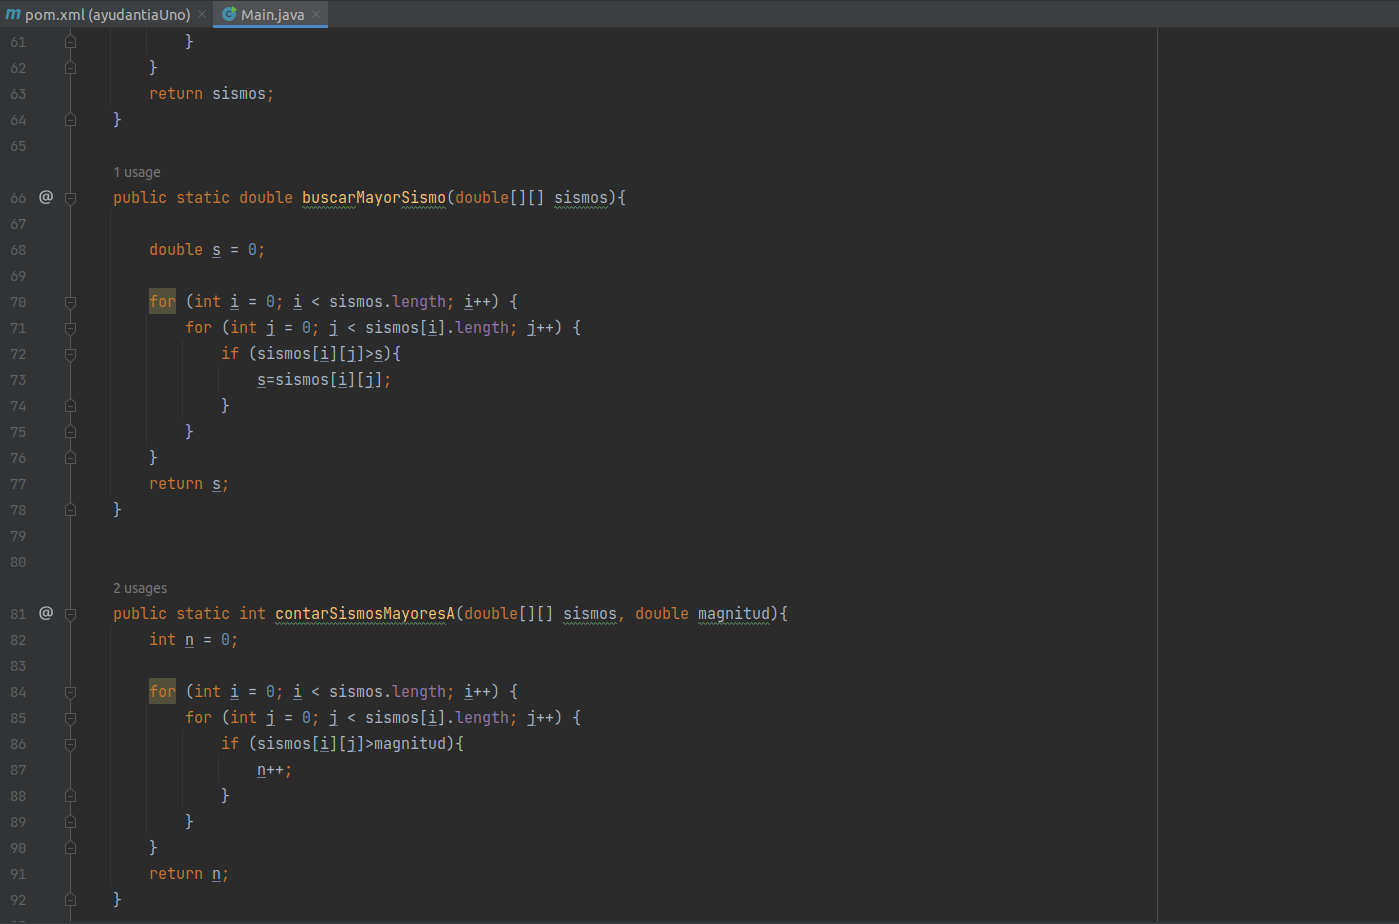 m pom.xml (ayudantiaUno) × C Main.java ×
61 }
62 }
63 return sismos;
64 }
65
1 usage
66 @ public static double buscarMayorSismo(double[][] sismos){
67
68 double s = 0;
69
70 for (int i = 0; i < sismos.length; i++) {
71 for (int j = 0; j < sismos[i].length; j++) {
72 if (sismos[i][j]>s){
73 s=sismos[i][j];
74 }
75 }
76 }
77 return s;
78 }
79
80
2 usages
81 @ public static int contarSismosMayoresA(double[][] sismos, double magnitud){
82 int n = 0;
83
84 for (int i = 0; i < sismos.length; i++) {
85 for (int j = 0; j < sismos[i].length; j++) {
86 if (sismos[i][j]>magnitud){
87 n++;
88 }
89 }
90 }
91 return n;
92 }